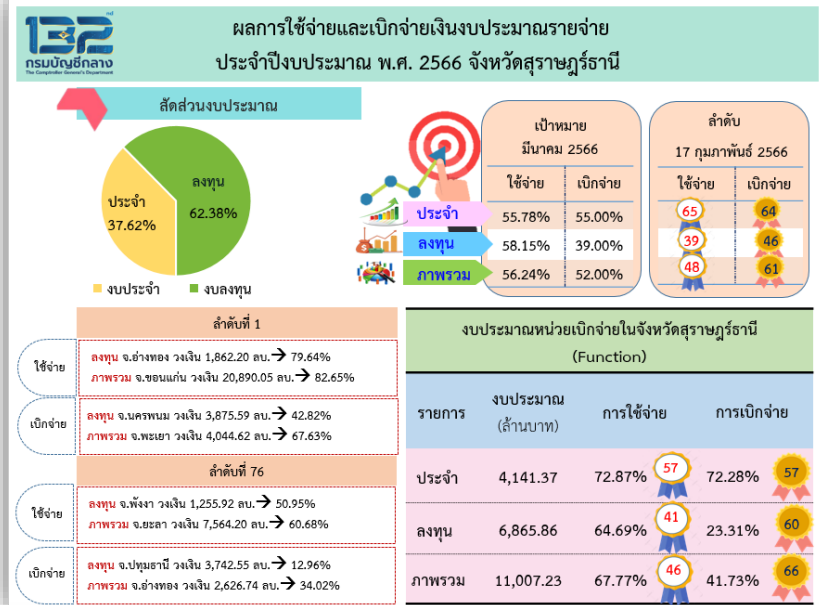 132
กรมบัญชีกลาง
The Comptroller General's Department
ผลการใช้จ่ายและเบิกจ่ายเงินงบประมาณรายจ่าย
ประจำปีงบประมาณ พ.ศ. 2566 จังหวัดสุราษฎร์ธานี
สัดส่วนงบประมาณ
ประจำ
37.62%
ลงทุน
62.38%
งบประจำ งบลงทุน
เป้าหมาย
มีนาคม 2566
ใช้จ่าย เบิกจ่าย
ประจำ 55.78% 55.00%
ลงทุน 58.15% 39.00%
ภาพรวม 56.24% 52.00%
ลำดับ
17 กุมภาพันธ์ 2566
ใช้จ่าย เบิกจ่าย
65 64
39 46
48 61
ลำดับที่ 1
ใช้จ่าย
ลงทุน จ.อ่างทอง วงเงิน 1,862.20 ลบ.→ 79.64%
ภาพรวม จ.ขอนแก่น วงเงิน 20,890.05 ลบ.→ 82.65%
เบิกจ่าย
ลงทุน จ.นครพนม วงเงิน 3,875.59 ลบ.→ 42.82%
ภาพรวม จ.พะเยา วงเงิน 4,044.62 ลบ.→ 67.63%
ลำดับที่ 76
ใช้จ่าย
ลงทุน จ.พังงา วงเงิน 1,255.92 ลบ.→ 50.95%
ภาพรวม จ.ยะลา วงเงิน 7,564.20 ลบ.→ 60.68%
เบิกจ่าย
ลงทุน จ.ปทุมธานี วงเงิน 3,742.55 ลบ.→ 12.96%
ภาพรวม จ.อ่างทอง วงเงิน 2,626.74 ลบ.→ 34.02%
งบประมาณหน่วยเบิกจ่ายในจังหวัดสุราษฎร์ธานี
(Function)
รายการ งบประมาณ (ล้านบาท) การใช้จ่าย การเบิกจ่าย
ประจำ 4,141.37 72.87% 57 72.28% 57
ลงทุน 6,865.86 64.69% 41 23.31% 60
ภาพรวม 11,007.23 67.77% 46 41.73% 66